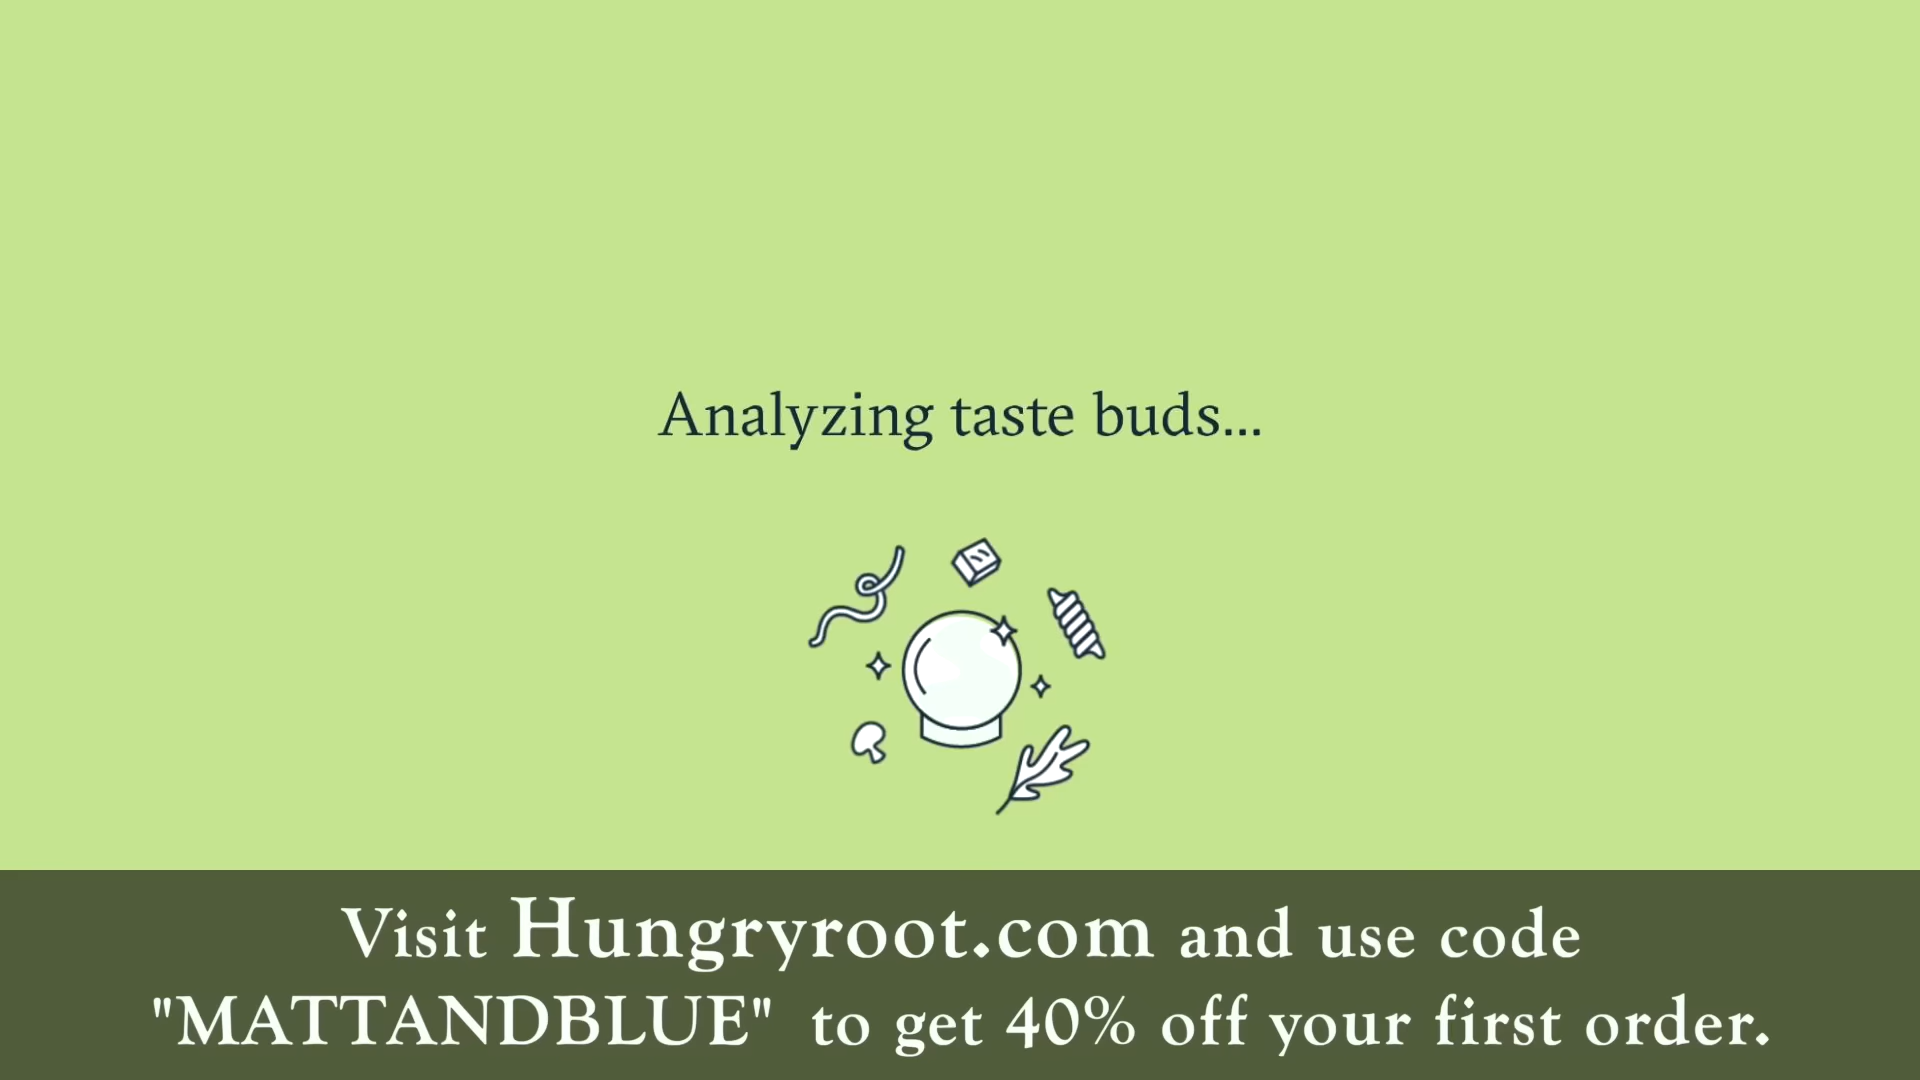 Analyzing taste buds...
Visit Hungryroot.com and use code
"MATTANDBLUE" to get 40% off your first order.